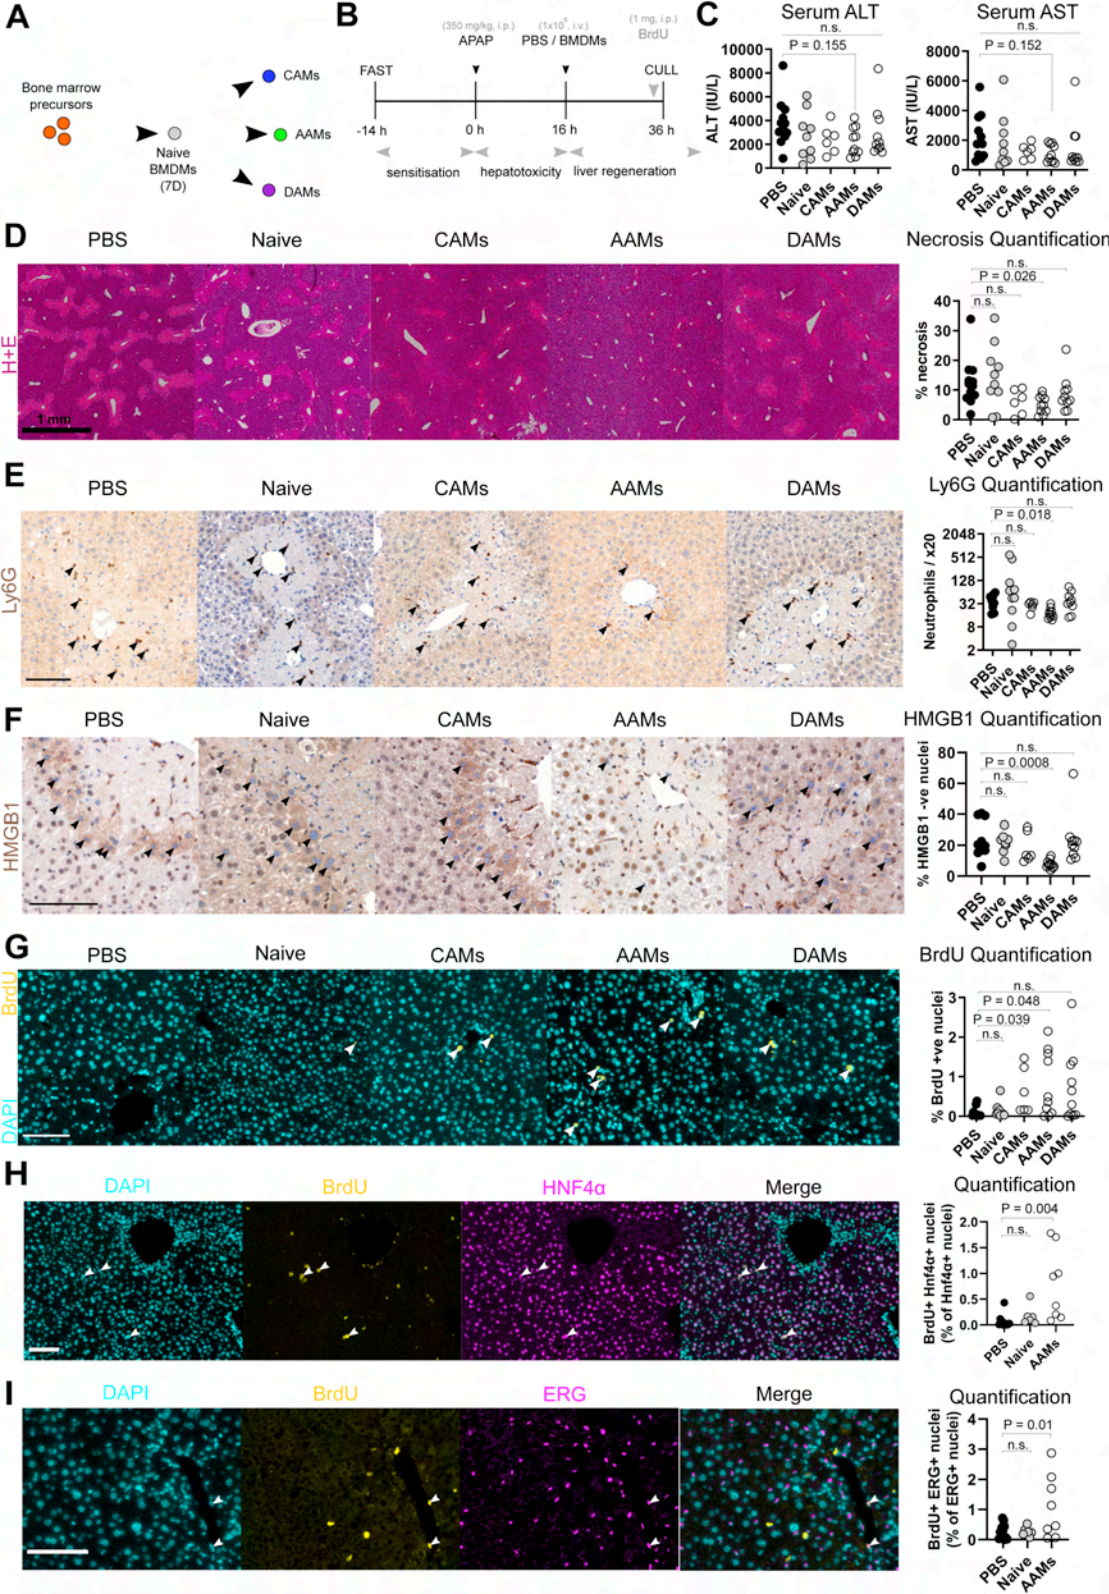 A
Bone marrow
precursors
Naive
BMDMs
(7D)
CAMs
AAMs
DAMs
B
(350 mg/kg, i.p.)
(1x10⁶, i.v.)
(1 mg, i.p.)
APAP
PBS / BMDMs
BrdU
FAST
CULL
-14 h
0 h
16 h
36 h
sensitisation
hepatotoxicity
liver regeneration
C
Serum ALT
n.s.
P = 0.155
ALT (IU/L)
10000
8000
6000
4000
2000
0
PBS
Naive
CAMs
AAMs
DAMs
Serum AST
n.s.
P = 0.152
AST (IU/L)
8000
6000
4000
2000
0
PBS
Naive
CAMs
AAMs
DAMs
D
PBS
Naive
CAMs
AAMs
DAMs
H+E
1 mm
Necrosis Quantification
n.s.
P = 0.026
n.s.
n.s.
% necrosis
40
30
20
10
0
PBS
Naive
CAMs
AAMs
DAMs
E
PBS
Naive
CAMs
AAMs
DAMs
Ly6G
Ly6G Quantification
n.s.
P = 0.018
n.s.
n.s.
Neutrophils / x20
2048
512
128
32
8
2
PBS
Naive
CAMs
AAMs
DAMs
F
PBS
Naive
CAMs
AAMs
DAMs
HMGB1
HMGB1 Quantification
n.s.
P = 0.0008
n.s.
n.s.
% HMGB1 -ve nuclei
80
60
40
20
0
PBS
Naive
CAMs
AAMs
DAMs
G
PBS
Naive
CAMs
AAMs
DAMs
BrdU
DAPI
BrdU Quantification
n.s.
P = 0.048
P = 0.039
n.s.
% BrdU +ve nuclei
3
2
1
0
PBS
Naive
CAMs
AAMs
DAMs
H
DAPI
BrdU
HNF4α
Merge
Quantification
P = 0.004
n.s.
BrdU+ Hnf4α+ nuclei
(% of Hnf4α+ nuclei)
2.0
1.5
1.0
0.5
0.0
PBS
Naive
AAMs
I
DAPI
BrdU
ERG
Merge
Quantification
P = 0.01
n.s.
BrdU+ ERG+ nuclei
(% of ERG+ nuclei)
4
3
2
1
0
PBS
Naive
AAMs